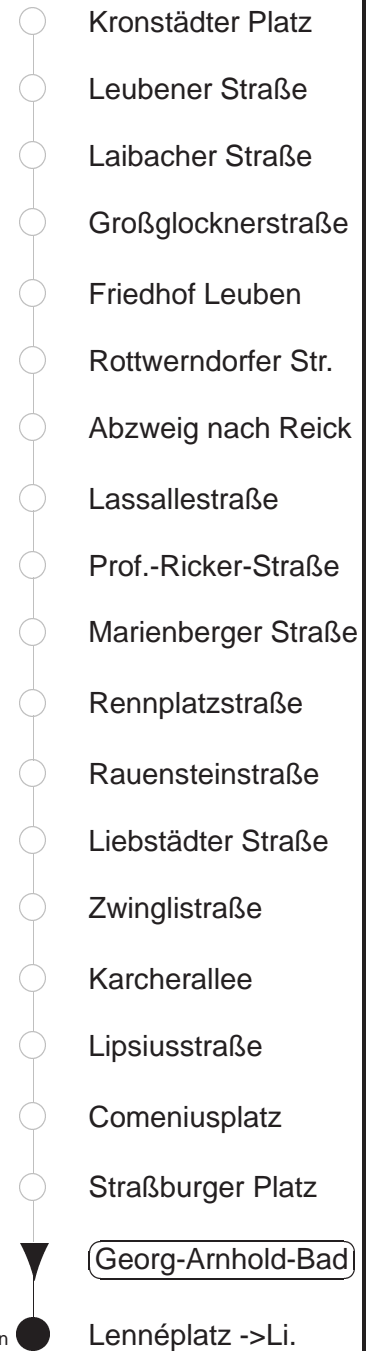 Kronstädter Platz
Leubener Straße
Laibacher Straße
Großglocknerstraße
Friedhof Leuben
Rottwerndorfer Str.
Abzweig nach Reick
Lassallestraße
Prof.-Ricker-Straße
Marienberger Straße
Rennplatzstraße
Rauensteinstraße
Liebstädter Straße
Zwinglistraße
Karcherallee
Lipsiusstraße
Comeniusplatz
Straßburger Platz
Georg-Arnhold-Bad
n Lennéplatz ->Li.